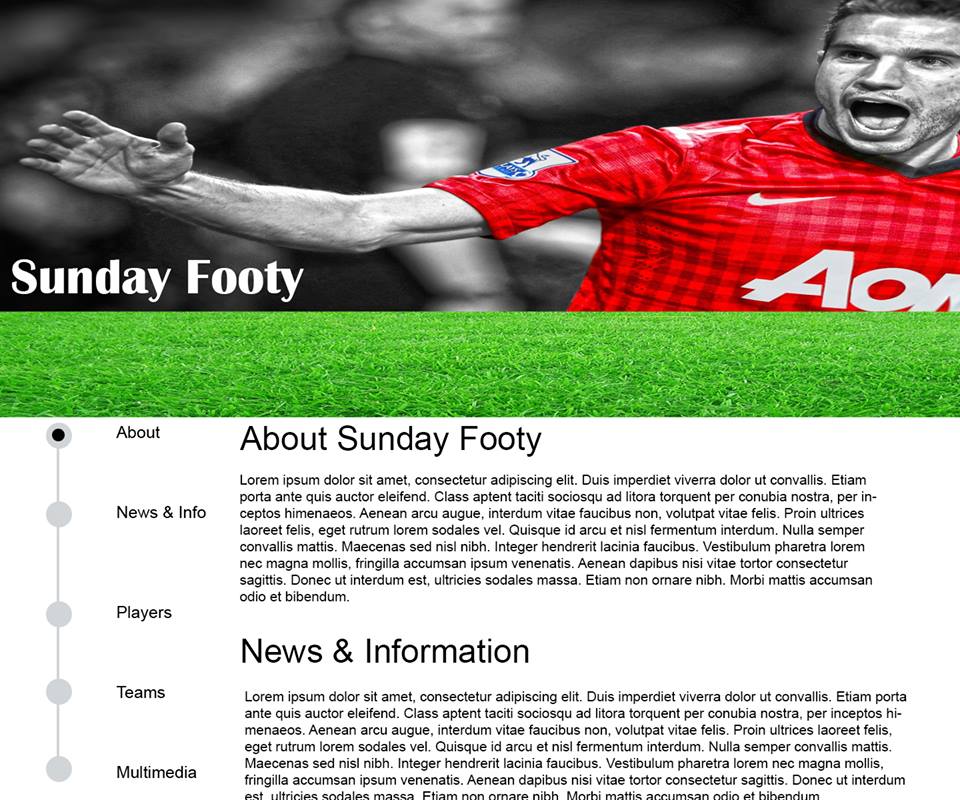 Sunday Footy
AON
About
News & Info
Players
Teams
Multimedia
About Sunday Footy
Lorem ipsum dolor sit amet, consectetur adipiscing elit. Duis imperdiet viverra dolor ut convallis. Etiam
porta ante quis auctor eleifend. Class aptent taciti sociosqu ad litora torquent per conubia nostra, per in-
ceptos himenaeos. Aenean arcu augue, interdum vitae faucibus non, volutpat vitae felis. Proin ultrices
laoreet felis, eget rutrum lorem sodales vel. Quisque id arcu et nisl fermentum interdum. Nulla semper
convallis mattis. Maecenas sed nisl nibh. Integer hendrerit lacinia faucibus. Vestibulum pharetra lorem
nec magna mollis, fringilla accumsan ipsum venenatis. Aenean dapibus nisi vitae tortor consectetur
sagittis. Donec ut interdum est, ultricies sodales massa. Etiam non ornare nibh. Morbi mattis accumsan
odio et bibendum.
News & Information
Lorem ipsum dolor sit amet, consectetur adipiscing elit. Duis imperdiet viverra dolor ut convallis. Etiam porta
ante quis auctor eleifend. Class aptent taciti sociosqu ad litora torquent per conubia nostra, per inceptos hi-
menaeos. Aenean arcu augue, interdum vitae faucibus non, volutpat vitae felis. Proin ultrices laoreet felis,
eget rutrum lorem sodales vel. Quisque id arcu et nisl fermentum interdum. Nulla semper convallis mattis.
Maecenas sed nisl nibh. Integer hendrerit lacinia faucibus. Vestibulum pharetra lorem nec magna mollis,
fringilla accumsan ipsum venenatis. Aenean dapibus nisi vitae tortor consectetur sagittis. Donec ut interdum
est, ultricies sodales massa. Etiam non ornare nibh. Morbi mattis accumsan odio et bibendum.